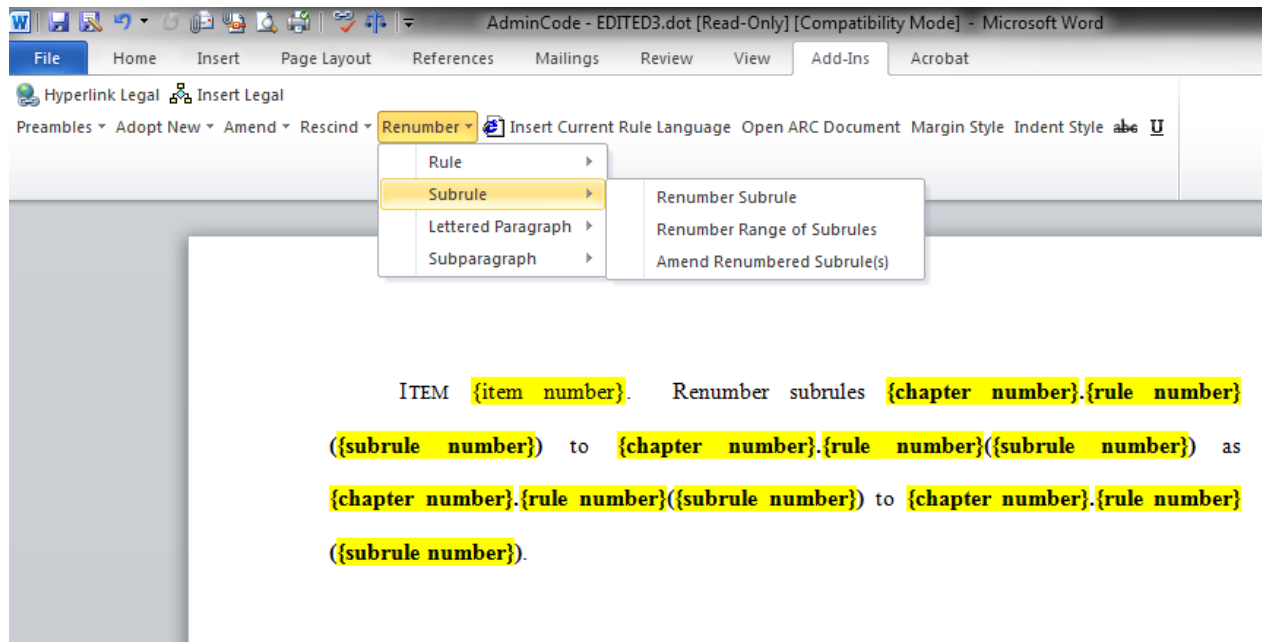 AdminCode - EDITED3.dot [Read-Only] [Compatibility Mode] - Microsoft Word
File Home Insert Page Layout References Mailings Review View Add-Ins Acrobat
Hyperlink Legal Insert Legal
Preambles Adopt New Amend Rescind Renumber Insert Current Rule Language Open ARC Document Margin Style Indent Style abc U
Rule
Subrule
Lettered Paragraph
Subparagraph
Renumber Subrule
Renumber Range of Subrules
Amend Renumbered Subrule(s)
ITEM {item number}. Renumber subrules {chapter number}.{rule number}
({subrule number}) to {chapter number}.{rule number}({subrule number}) as
{chapter number}.{rule number}({subrule number}) to {chapter number}.{rule number}
({subrule number}).